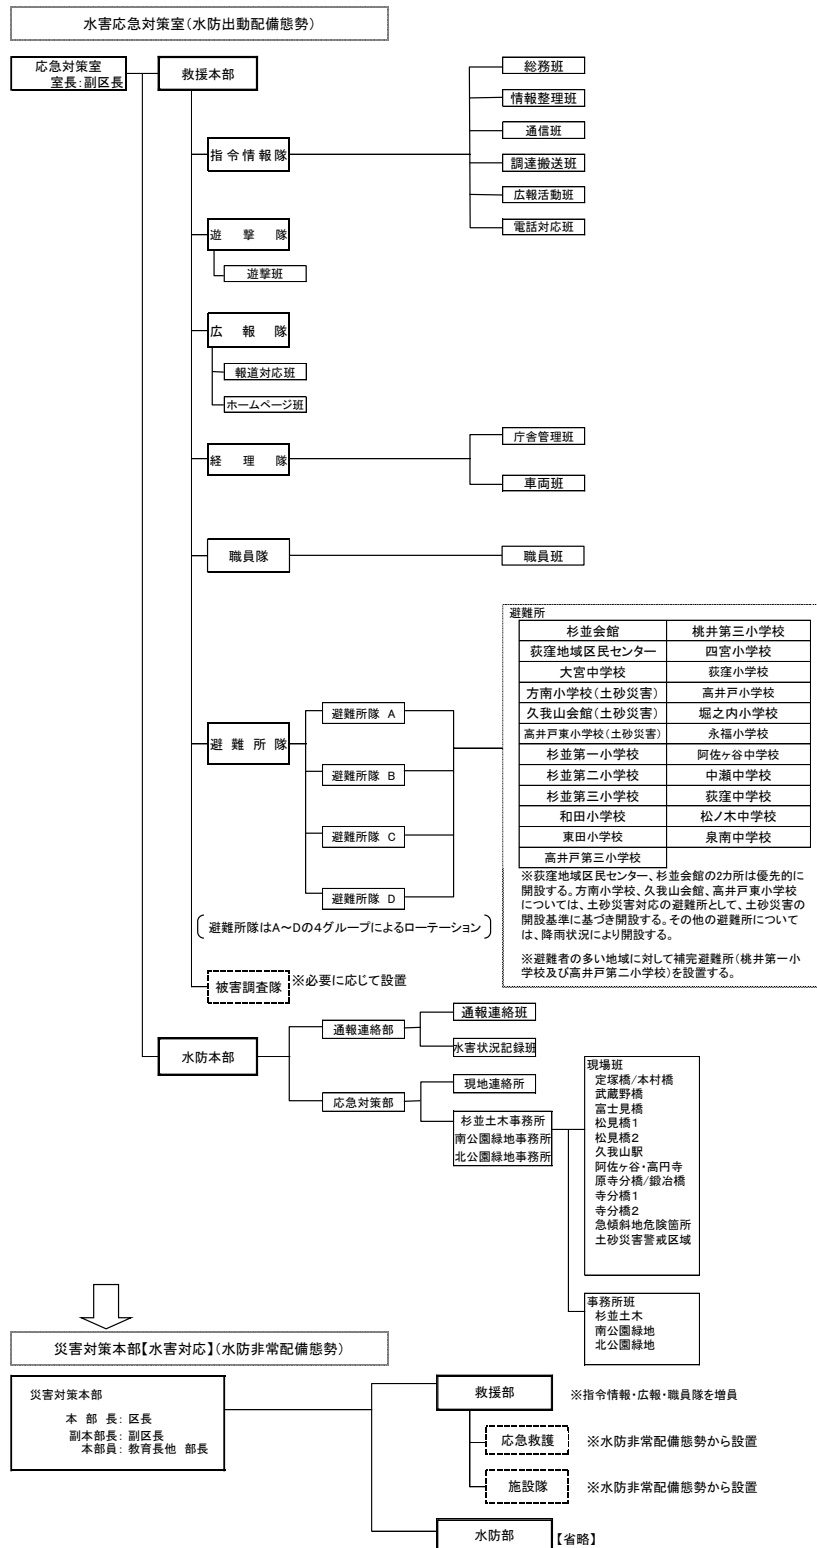 水害応急対策室（水防出動配備態勢）
応急対策室
室長：副区長
救援本部
指令情報隊
総務班
情報整理班
通信班
調達搬送班
広報活動班
電話対応班
遊撃隊
遊撃班
広報隊
報道対応班
ホームページ班
経理隊
庁舎管理班
車両班
職員隊
職員班
避難所隊
避難所隊 A
避難所隊 B
避難所隊 C
避難所隊 D
避難所隊はA～Dの4グループによるローテーション
避難所
杉並会館 桃井第三小学校
荻窪地域区民センター 四宮小学校
大宮中学校 荻窪小学校
方南小学校（土砂災害） 高井戸小学校
久我山会館（土砂災害） 堀之内小学校
高井戸東小学校（土砂災害） 永福小学校
杉並第一小学校 阿佐ヶ谷中学校
杉並第二小学校 中瀬中学校
杉並第三小学校 荻窪中学校
和田小学校 松ノ木中学校
東田小学校 泉南中学校
高井戸第三小学校
※荻窪地域区民センター、杉並会館の2カ所は優先的に
開設する。方南小学校、久我山会館、高井戸東小学校
については、土砂災害対応の避難所として、土砂災害の
開設基準に基づき開設する。その他の避難所について
は、降雨状況により開設する。
※避難者の多い地域に対して補完避難所（桃井第一小
学校及び高井戸第二小学校）を設置する。
被害調査隊
※必要に応じて設置
水防本部
通報連絡部
通報連絡班
水害状況記録班
応急対策部
現地連絡所
杉並土木事務所
南公園緑地事務所
北公園緑地事務所
現場班
定塚橋/本村橋
武蔵野橋
富士見橋
松見橋1
松見橋2
久我山駅
阿佐ヶ谷・高円寺
原寺分橋/鍛冶橋
寺分橋1
寺分橋2
急傾斜地危険箇所
土砂災害警戒区域
事務所班
杉並土木
南公園緑地
北公園緑地
災害対策本部【水害対応】（水防非常配備態勢）
災害対策本部
本 部 長： 区長
副本部長： 副区長
本部員： 教育長他 部長
救援部
※指令情報・広報・職員隊を増員
応急救護
※水防非常配備態勢から設置
施設隊
※水防非常配備態勢から設置
水防部
【省略】